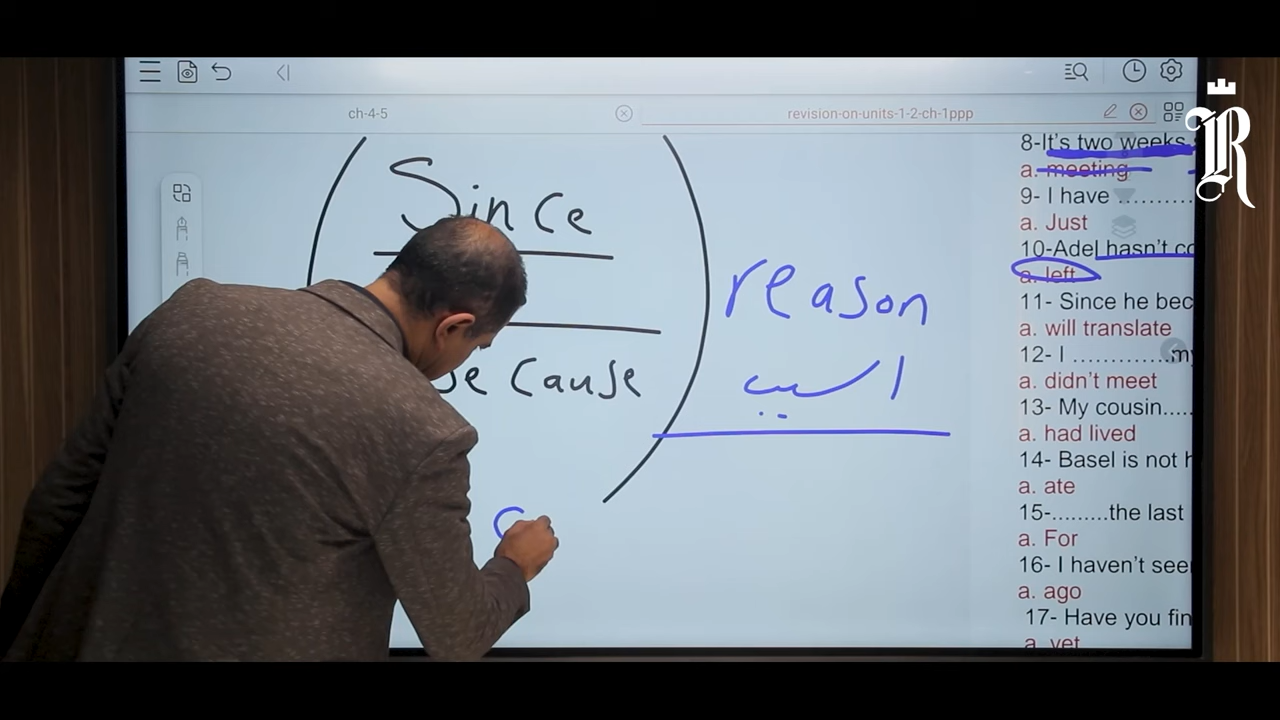 ch-4-5
revision-on-units-1-2-ch-1ppp
Since
because
reason
السبب
8-It's two weeks
a. meeting
9- I have ..........
a. Just
10-Adel hasn't co
a. left
11- Since he bec
a. will translate
12- I ..............my
a. didn't meet
13- My cousin....
a. had lived
14- Basel is not h
a. ate
15-.........the last
a. For
16- I haven't seen
a. ago
17- Have you fin
a. yet
R